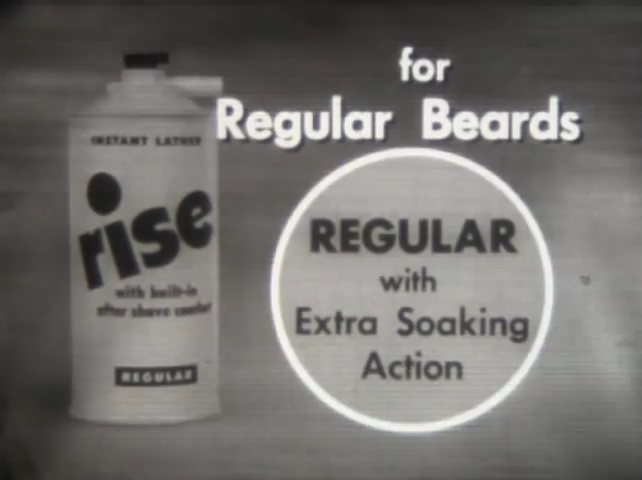 for
Regular Beards
INSTANT LATHER
rise
with built-in
after shave comfort
REGULAR
REGULAR
with
Extra Soaking
Action